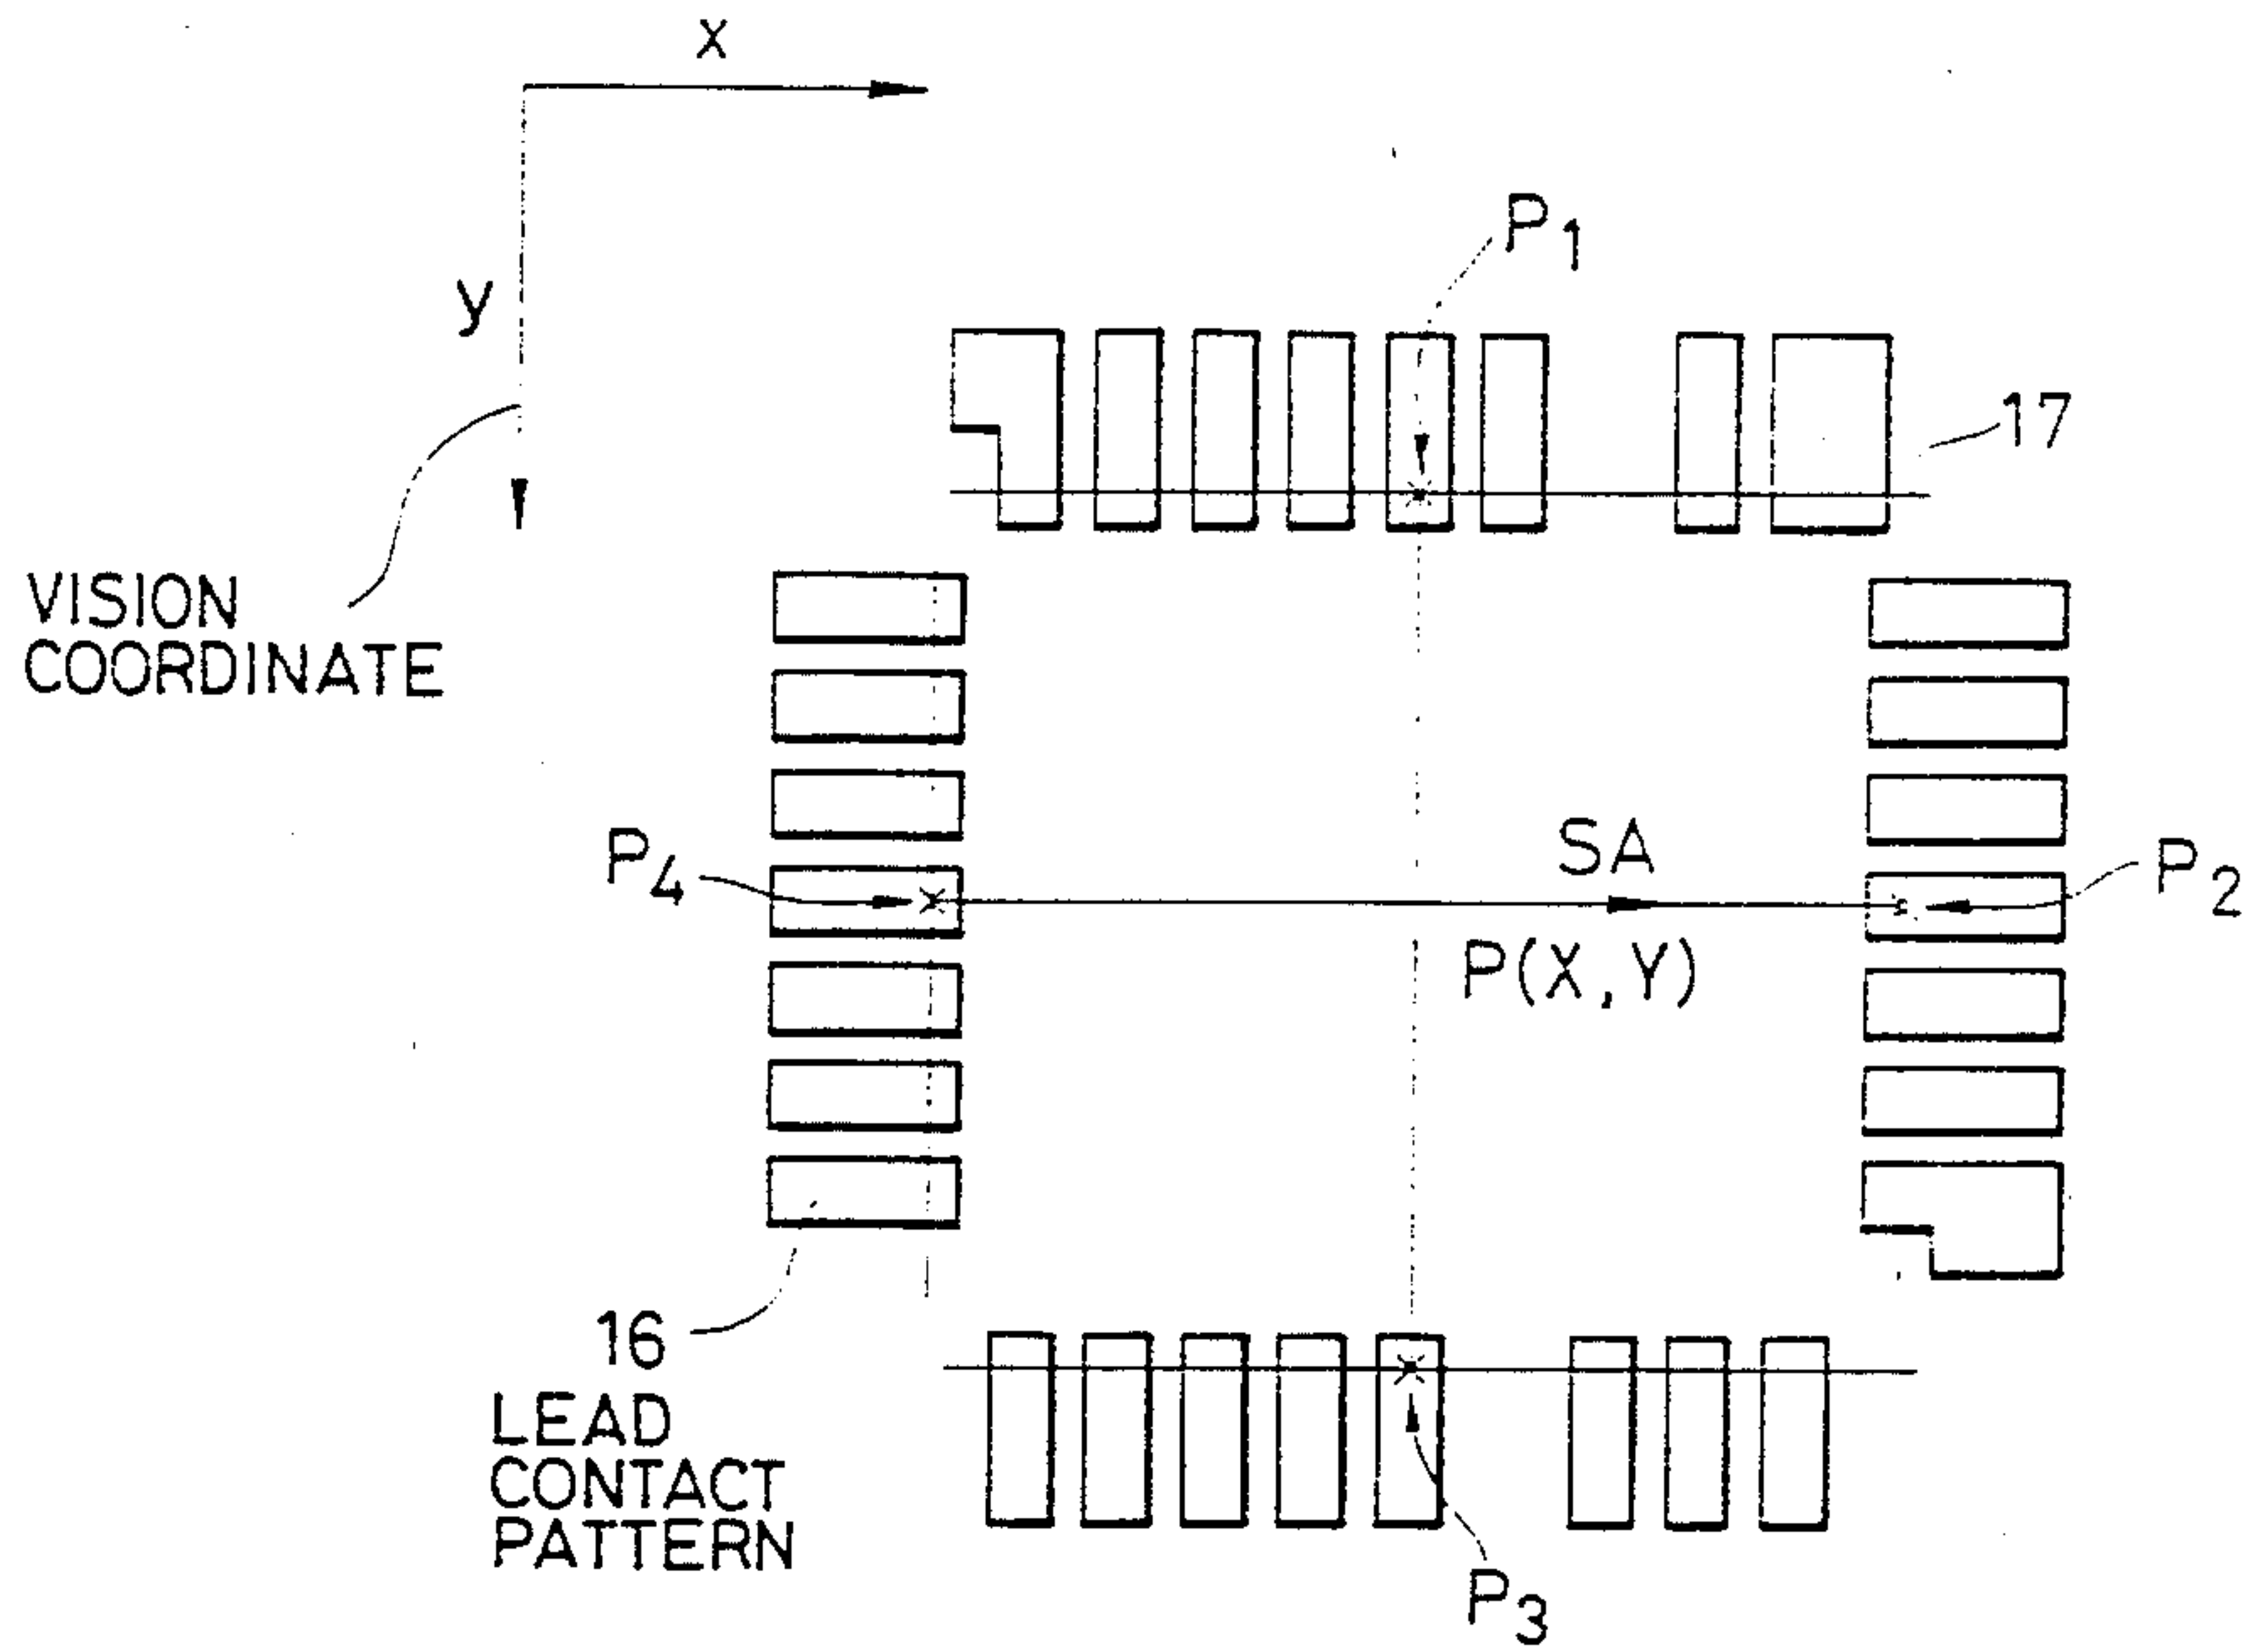 x
P1
y
17
VISION
COORDINATE
SA
P4
P2
P(X,Y)
16
LEAD
CONTACT
PATTERN
P3